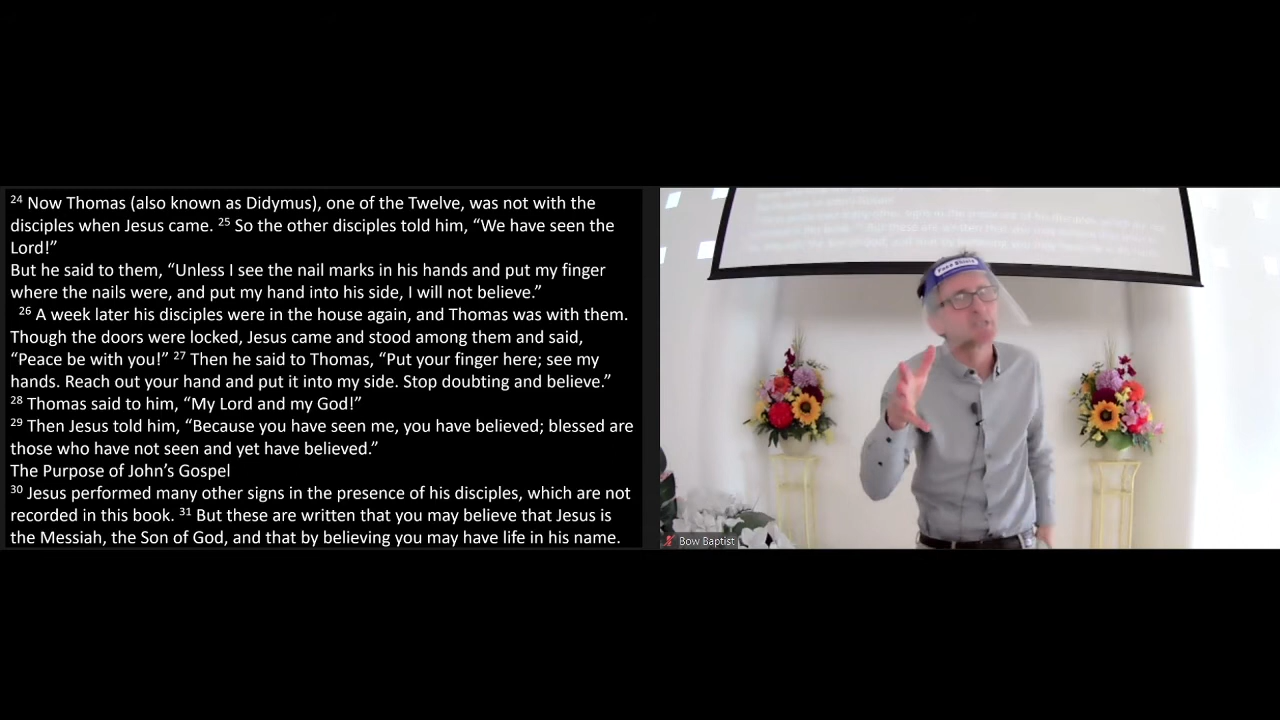 24 Now Thomas (also known as Didymus), one of the Twelve, was not with the
disciples when Jesus came. 25 So the other disciples told him, “We have seen the
Lord!”
But he said to them, “Unless I see the nail marks in his hands and put my finger
where the nails were, and put my hand into his side, I will not believe.”
26 A week later his disciples were in the house again, and Thomas was with them.
Though the doors were locked, Jesus came and stood among them and said,
“Peace be with you!” 27 Then he said to Thomas, “Put your finger here; see my
hands. Reach out your hand and put it into my side. Stop doubting and believe.”
28 Thomas said to him, “My Lord and my God!”
29 Then Jesus told him, “Because you have seen me, you have believed; blessed are
those who have not seen and yet have believed.”
The Purpose of John’s Gospel
30 Jesus performed many other signs in the presence of his disciples, which are not
recorded in this book. 31 But these are written that you may believe that Jesus is
the Messiah, the Son of God, and that by believing you may have life in his name.
Face Shield
Bow Baptist